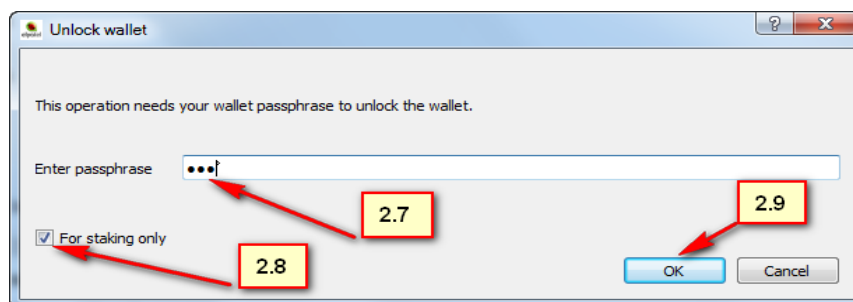 Unlock wallet
This operation needs your wallet passphrase to unlock the wallet.
Enter passphrase
2.7
2.9
For staking only
2.8
OK
Cancel